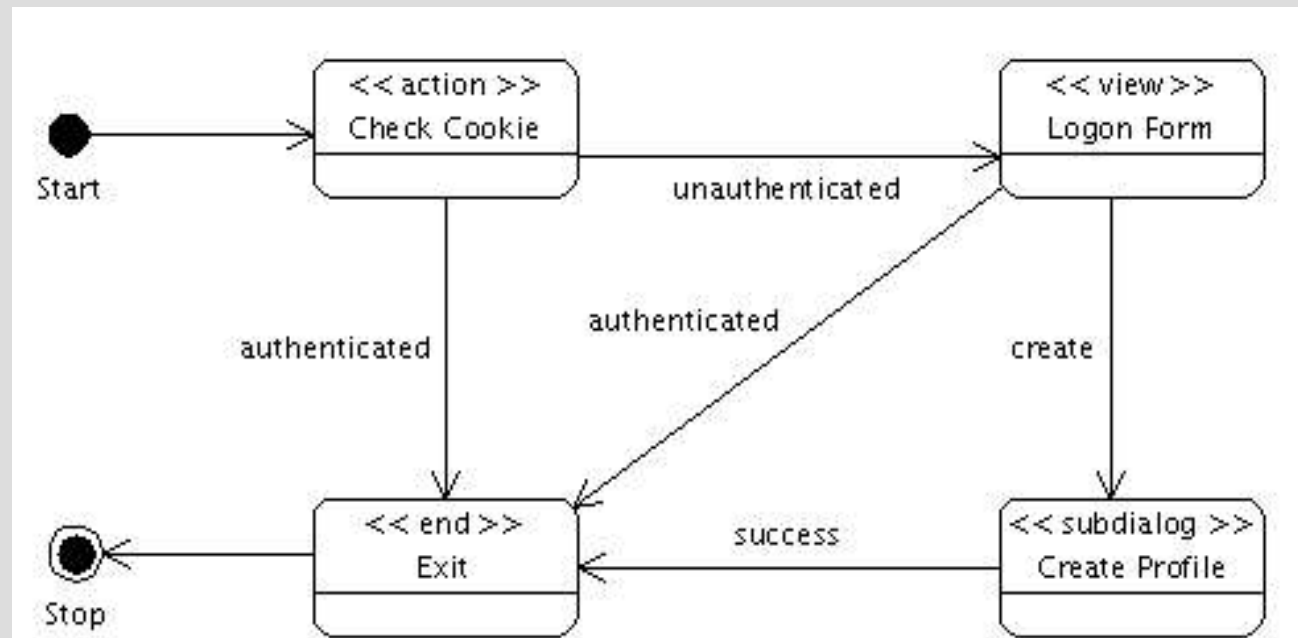 << action >>
Check Cookie
<< view >>
Logon Form
Start
unauthenticated
authenticated
authenticated
create
<< end >>
Exit
success
<< subdialog >>
Create Profile
Stop